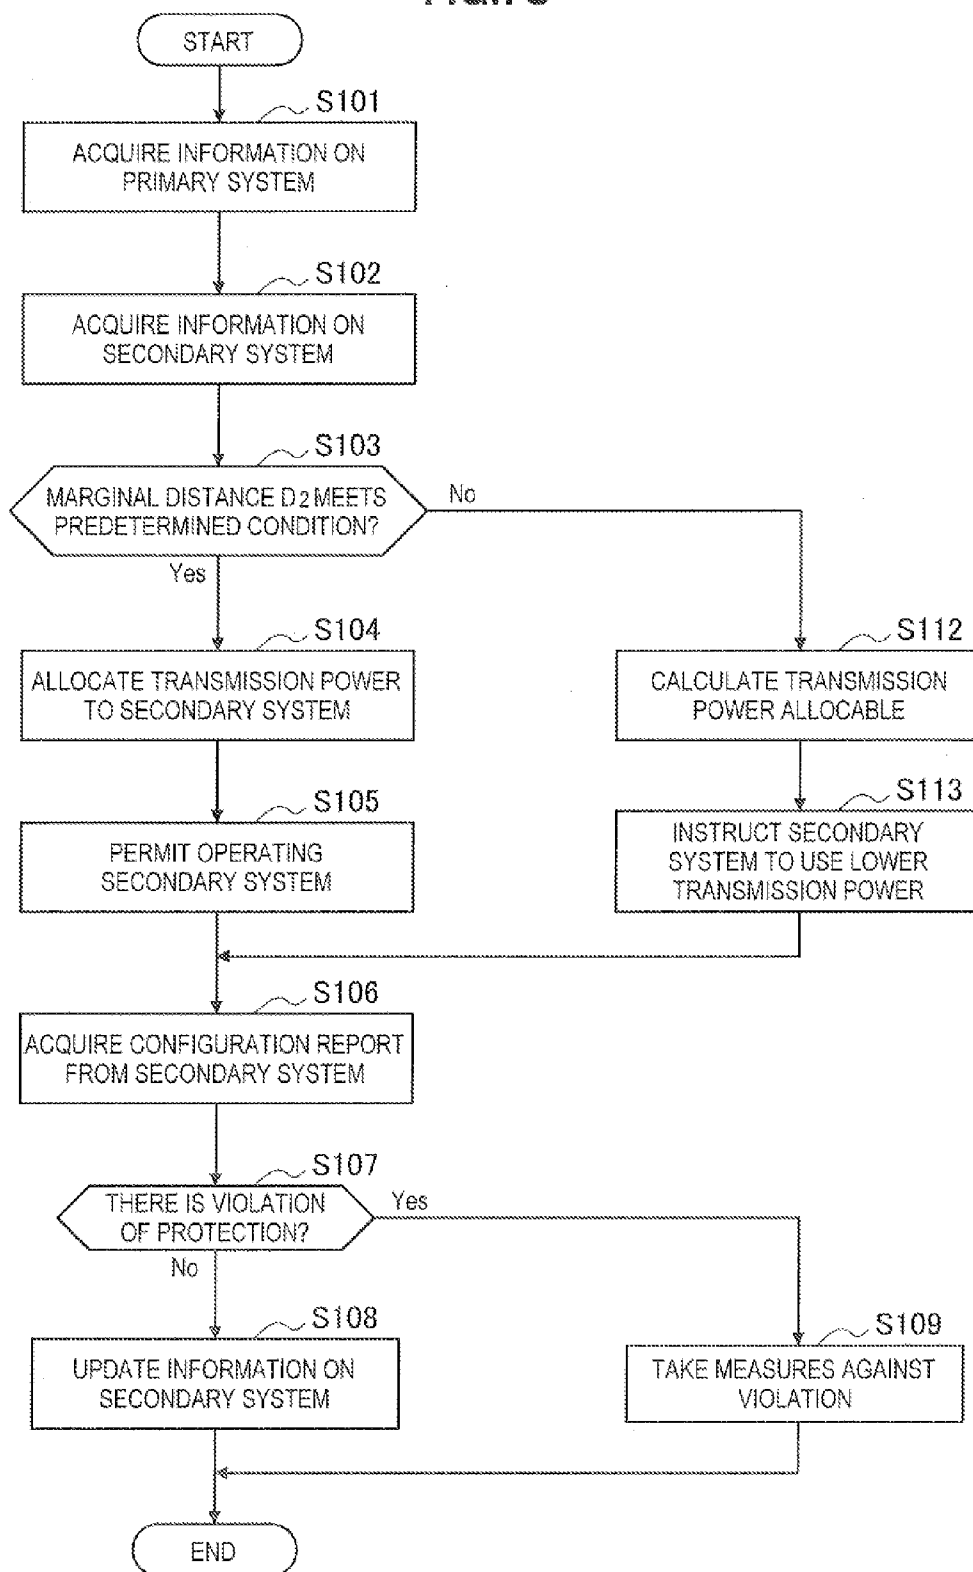 START
S101
ACQUIRE INFORMATION ON
PRIMARY SYSTEM
S102
ACQUIRE INFORMATION ON
SECONDARY SYSTEM
S103
MARGINAL DISTANCE D2 MEETS
PREDETERMINED CONDITION?
No
Yes
S104
ALLOCATE TRANSMISSION POWER
TO SECONDARY SYSTEM
S112
CALCULATE TRANSMISSION
POWER ALLOCABLE
S105
PERMIT OPERATING
SECONDARY SYSTEM
S113
INSTRUCT SECONDARY
SYSTEM TO USE LOWER
TRANSMISSION POWER
S106
ACQUIRE CONFIGURATION REPORT
FROM SECONDARY SYSTEM
S107
THERE IS VIOLATION
OF PROTECTION?
Yes
No
S108
UPDATE INFORMATION ON
SECONDARY SYSTEM
S109
TAKE MEASURES AGAINST
VIOLATION
END